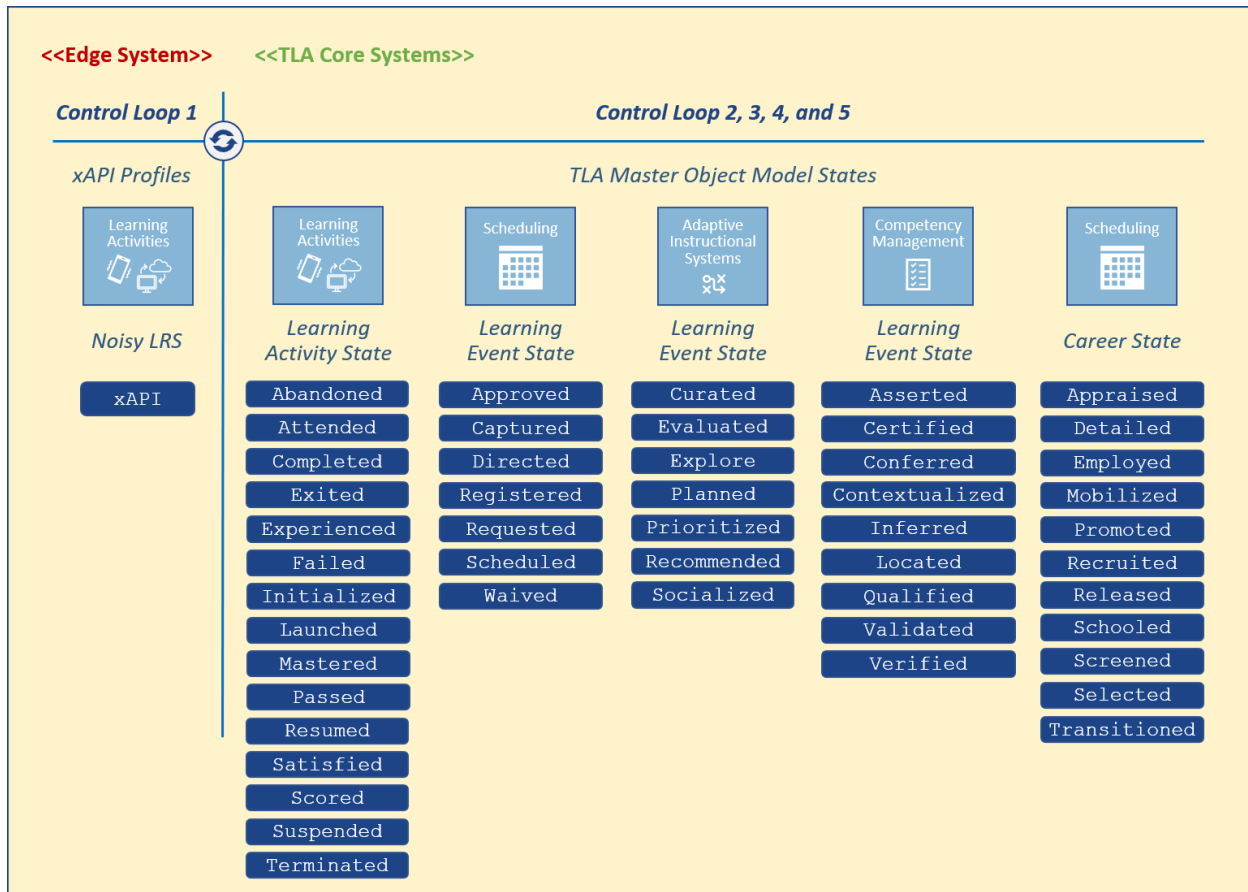 <<Edge System>>
<<TLA Core Systems>>
Control Loop 1
Control Loop 2, 3, 4, and 5
xAPI Profiles
TLA Master Object Model States
Learning
Activities
Noisy LRS
xAPI
Learning
Activities
Learning
Activity State
Abandoned
Attended
Completed
Exited
Experienced
Failed
Initialized
Launched
Mastered
Passed
Resumed
Satisfied
Scored
Suspended
Terminated
Scheduling
Learning
Event State
Approved
Captured
Directed
Registered
Requested
Scheduled
Waived
Adaptive
Instructional
Systems
Learning
Event State
Curated
Evaluated
Explore
Planned
Prioritized
Recommended
Socialized
Competency
Management
Learning
Event State
Asserted
Certified
Conferred
Contextualized
Inferred
Located
Qualified
Validated
Verified
Scheduling
Career State
Appraised
Detailed
Employed
Mobilized
Promoted
Recruited
Released
Schooled
Screened
Selected
Transitioned